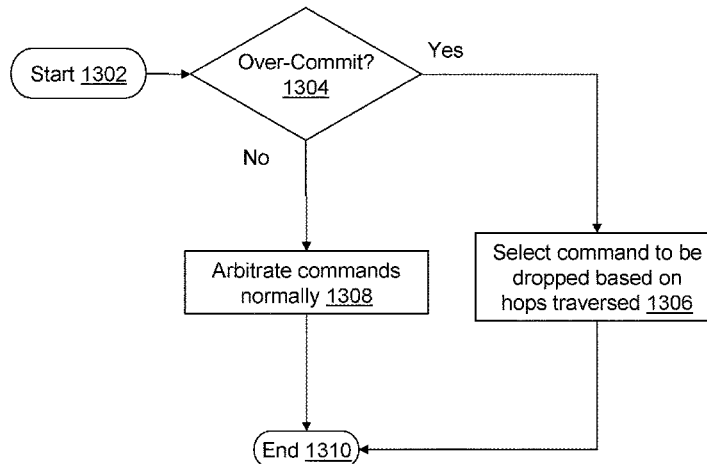 Start 1302
Over-Commit?
1304
Yes
No
Arbitrate commands
normally 1308
Select command to be
dropped based on
hops traversed 1306
End 1310